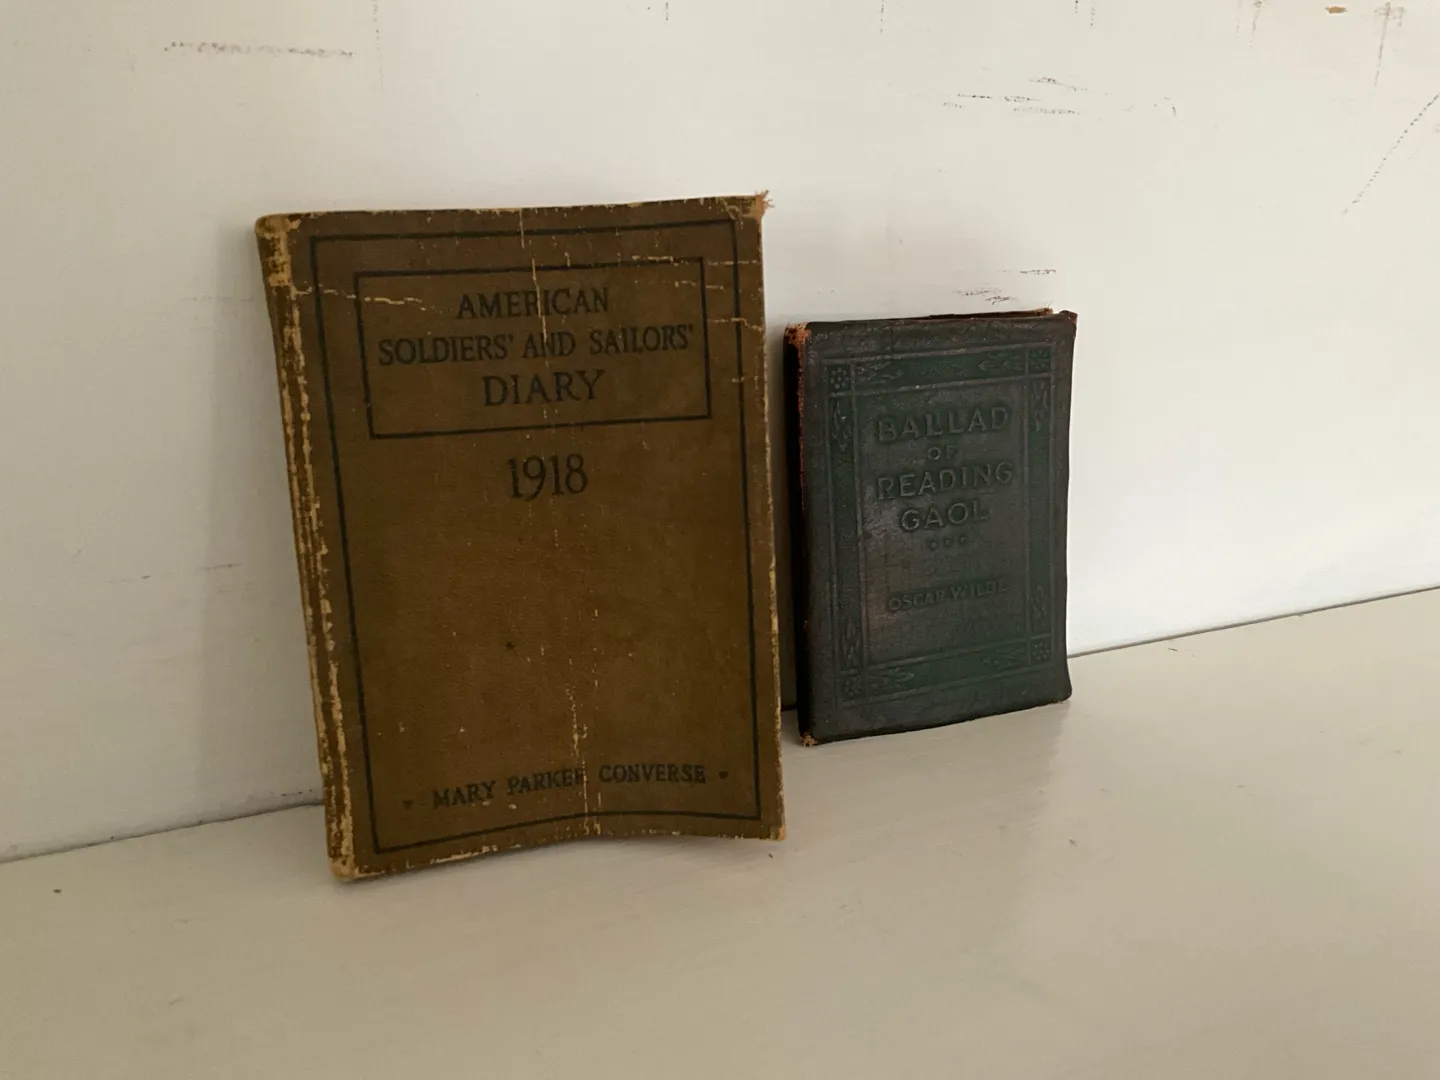 AMERICAN
SOLDIERS' AND SAILORS'
DIARY
1918
MARY PARKER CONVERSE
BALLAD
OF
READING
GAOL
OSCAR WILDE